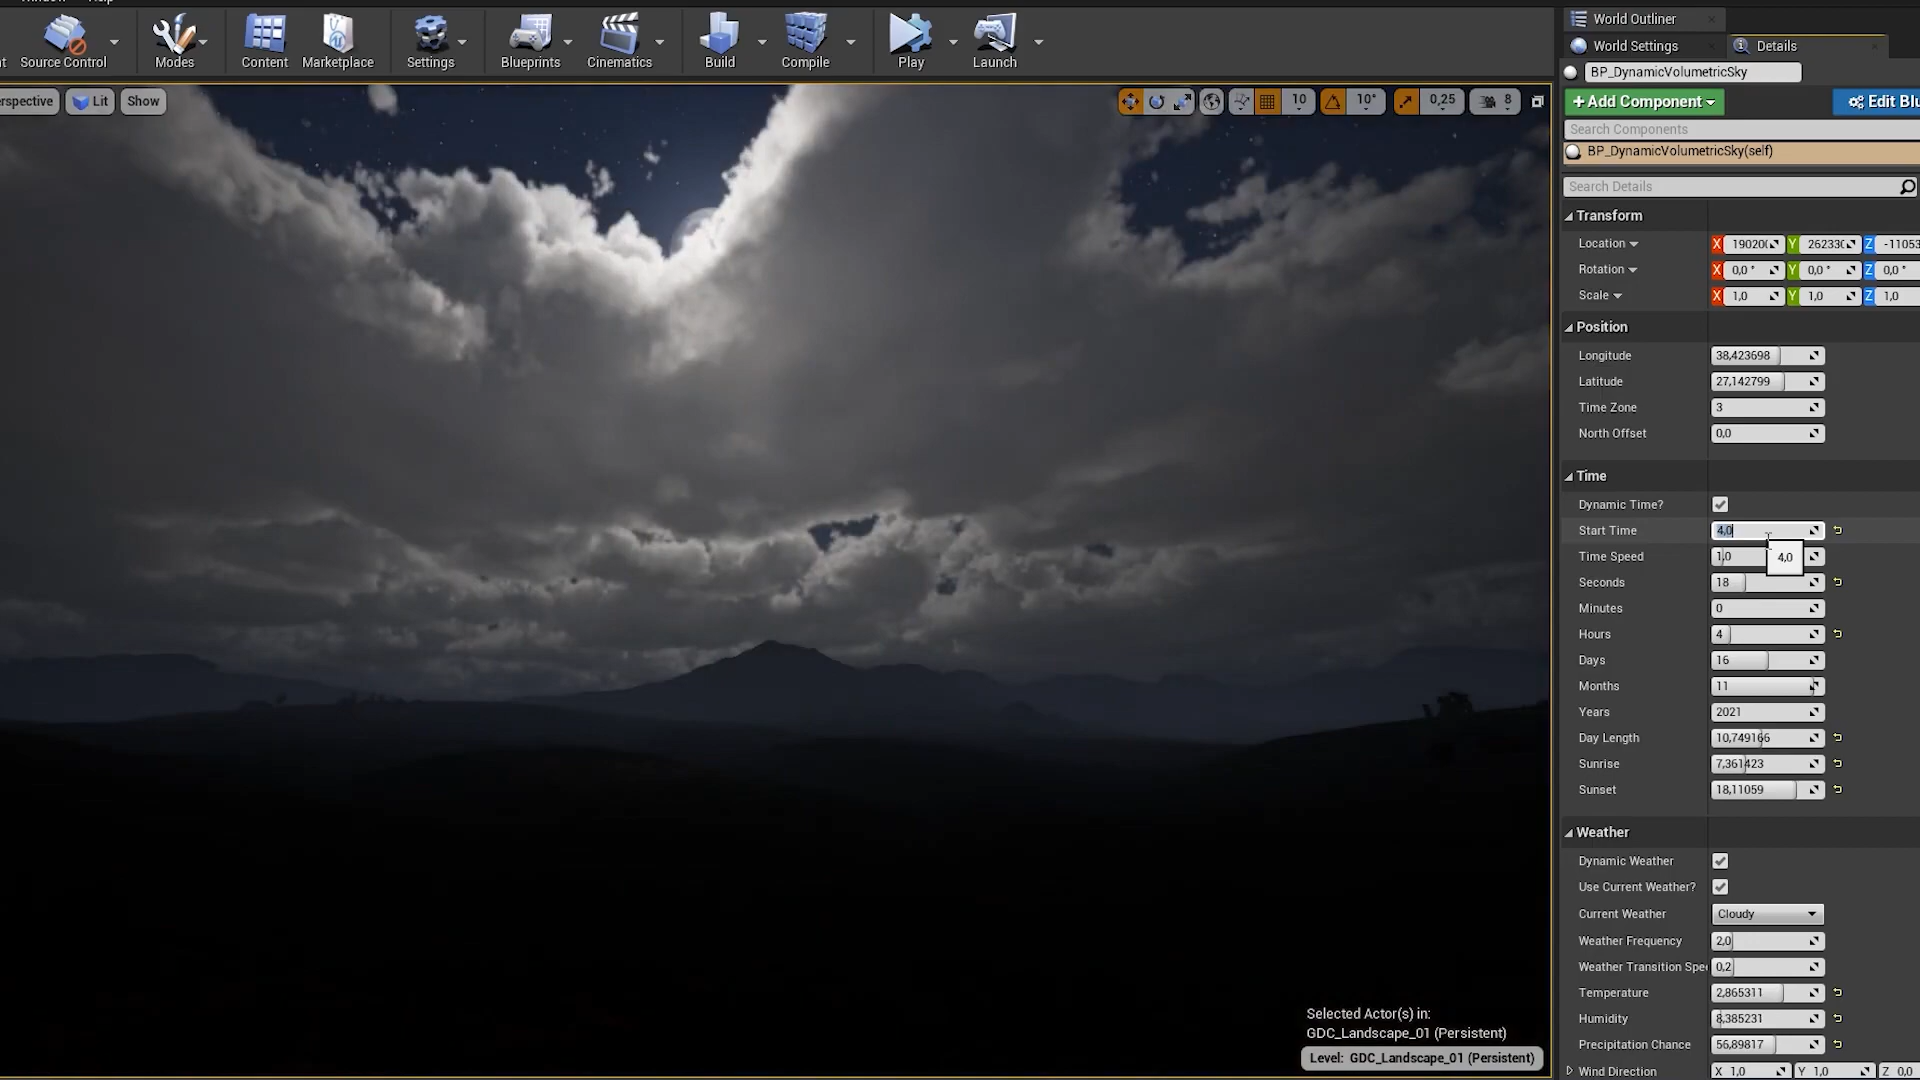 Source Control
Modes
Content
Marketplace
Settings
Blueprints
Cinematics
Build
Compile
Play
Launch
World Outliner
World Settings
Details
BP_DynamicVolumetricSky
+Add Component
Edit Blu
Search Components
BP_DynamicVolumetricSky(self)
Search Details
erspective
Lit
Show
10
10°
0,25
8
Transform
Location X Y Z -11053
Rotation X 0,0 ° Y 0,0 ° Z 0,0 °
Scale X 1,0 Y 1,0 Z 1,0
Position
Longitude 38,423698
Latitude 27,142799
Time Zone 3
North Offset 0,0
Time
Dynamic Time?
Start Time 4,0
Time Speed 1,0
4,0
Seconds 18
Minutes 0
Hours 4
Days 16
Months 11
Years 2021
Day Length 10,749166
Sunrise 7,361423
Sunset 18,11059
Weather
Dynamic Weather
Use Current Weather?
Current Weather Cloudy
Weather Frequency 2,0
Weather Transition Spee 0,2
Temperature 2,865311
Humidity 8,385231
Precipitation Chance 56,89817
Wind Direction X 1,0 Y 1,0 Z 0,0
Selected Actor(s) in:
GDC_Landscape_01 (Persistent)
Level: GDC_Landscape_01 (Persistent)